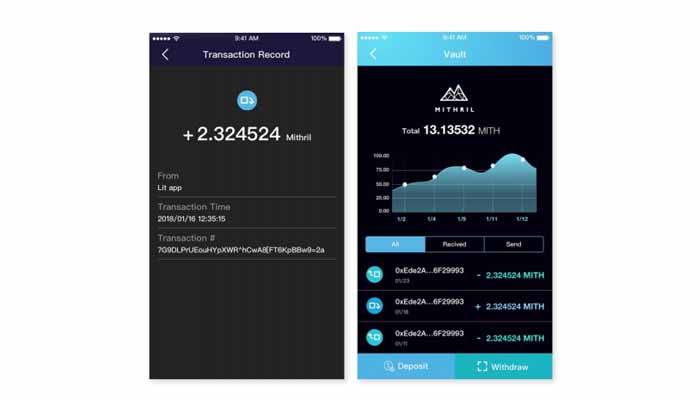 9:41 AM
100%
Transaction Record
+ 2.324524 Mithril
From
Lit app
Transaction Time
2018/01/16 12:35:15
Transaction #
7G9DLPrUEouHYpXWR^hCwA8[FT6KpBBw9=2a
9:41 AM
100%
Vault
MITHRIL
Total 13.13532 MITH
100.00
75.00
50.00
25.00
0.00
1/2 1/4 1/9 1/11 1/12
All Recived Send
0xEde2A...6F29993
- 2.324524 MITH
01/23
0xEde2A...6F29993
+ 2.324524 MITH
01/16
0xEde2A...6F29993
- 2.324524 MITH
01/11
Deposit Withdraw